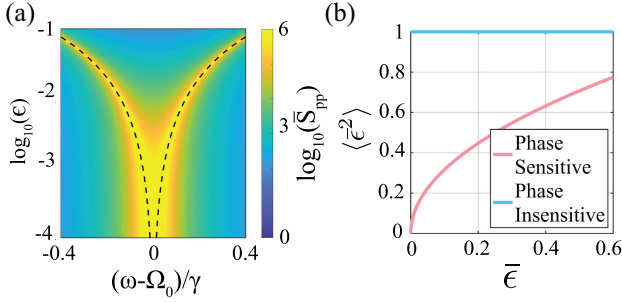 (a)
-1
-2
-3
-4
log₁₀(ϵ)
-0.4
0
0.4
(ω-Ω₀)/γ
6
3
0
log₁₀(S̅ₚₚ)
(b)
1
0.8
0.6
0.4
0.2
0
⟨ϵ̅²⟩
Phase
Sensitive
Phase
Insensitive
0
0.2
0.4
0.6
ϵ̅